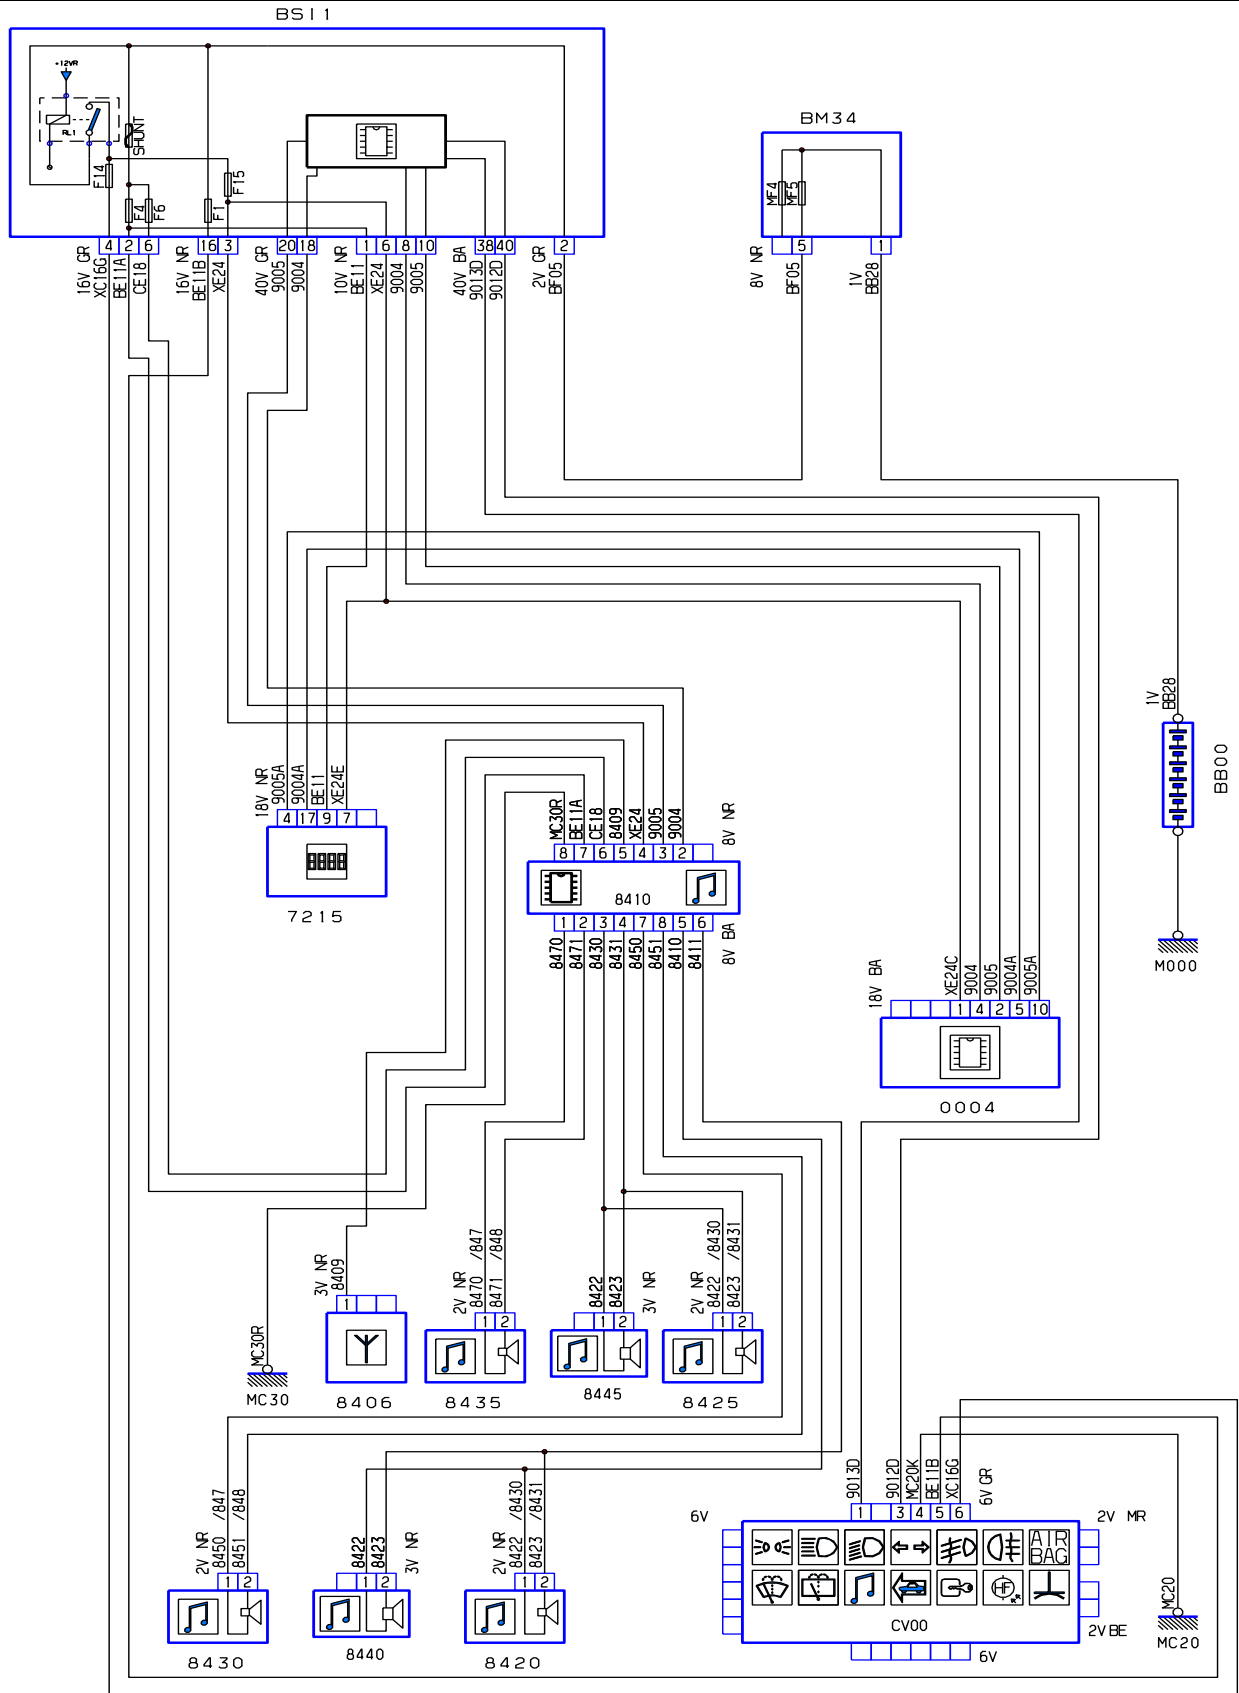 BSI1
+12VR
RL1
SHUNT
F14
F15
F4
F6
F1
4 2 6
16 3
20 18
1 6 8 10
38 40
2
16V GR
XC16G
BE11A
CE18
16V NR
BE11B
XE24
40V GR
9005
9004
10V NR
BE11
XE24
9004
9005
40V BA
9013D
9012D
2V GR
BF05
BM34
MF4
MF5
5
1
8V NR
BF05
1V
BB28
1V
BB28
BB00
M000
18V NR
9005A
9004A
BE11
XE24E
4 17 9 7
7215
MC30R
BE11A
CE18
8409
XE24
9005
9004
8V NR
8 7 6 5 4 3 2
8410
1 2 3 4 7 8 5 6
8470
8471
8430
8431
8450
8451
8410
8411
8V BA
18V BA
XE24C
9004
9005
9004A
9005A
1 4 2 5 10
0004
MC30R
MC30
3V NR
8409
1
8406
2V NR
8470 /847
8471 /848
1 2
8435
8422
8423
3V NR
1 2
8445
2V NR
8422 /8430
8423 /8431
1 2
8425
2V NR
8450 /847
8451 /848
1 2
8430
8422
8423
3V NR
1 2
8440
2V NR
8422 /8430
8423 /8431
1 2
8420
9013D
9012D
MC20K
BE11B
XC16G
6V GR
1 3 4 5 6
6V
2V MR
AIR
BAG
HF
CV00
2V BE
6V
MC20
MC20